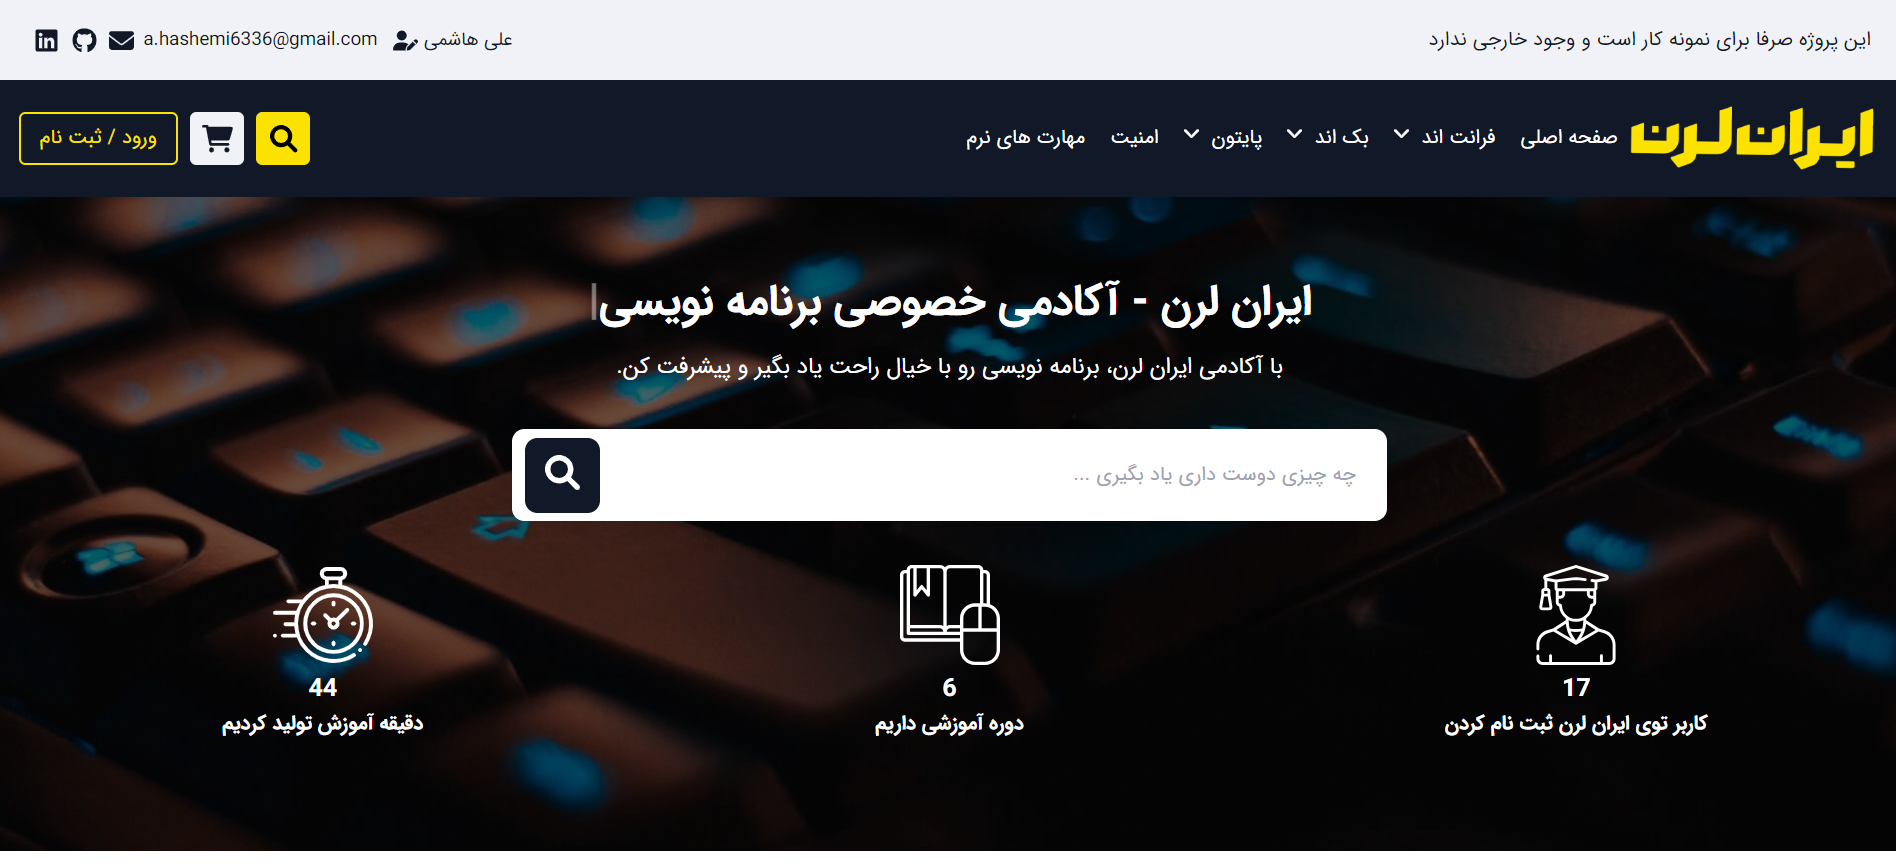 این پروژه صرفا برای نمونه کار است و وجود خارجی ندارد
علی هاشمی
a.hashemi6336@gmail.com
ایران‌لرن
صفحه اصلی
فرانت اند
بک اند
پایتون
امنیت
مهارت های نرم
ورود / ثبت نام
ایران لرن - آکادمی خصوصی برنامه نویسی|
با آکادمی ایران لرن، برنامه نویسی رو با خیال راحت یاد بگیر و پیشرفت کن.
چه چیزی دوست داری یاد بگیری ...
17
کاربر توی ایران لرن ثبت نام کردن
6
دوره آموزشی داریم
44
دقیقه آموزش تولید کردیم